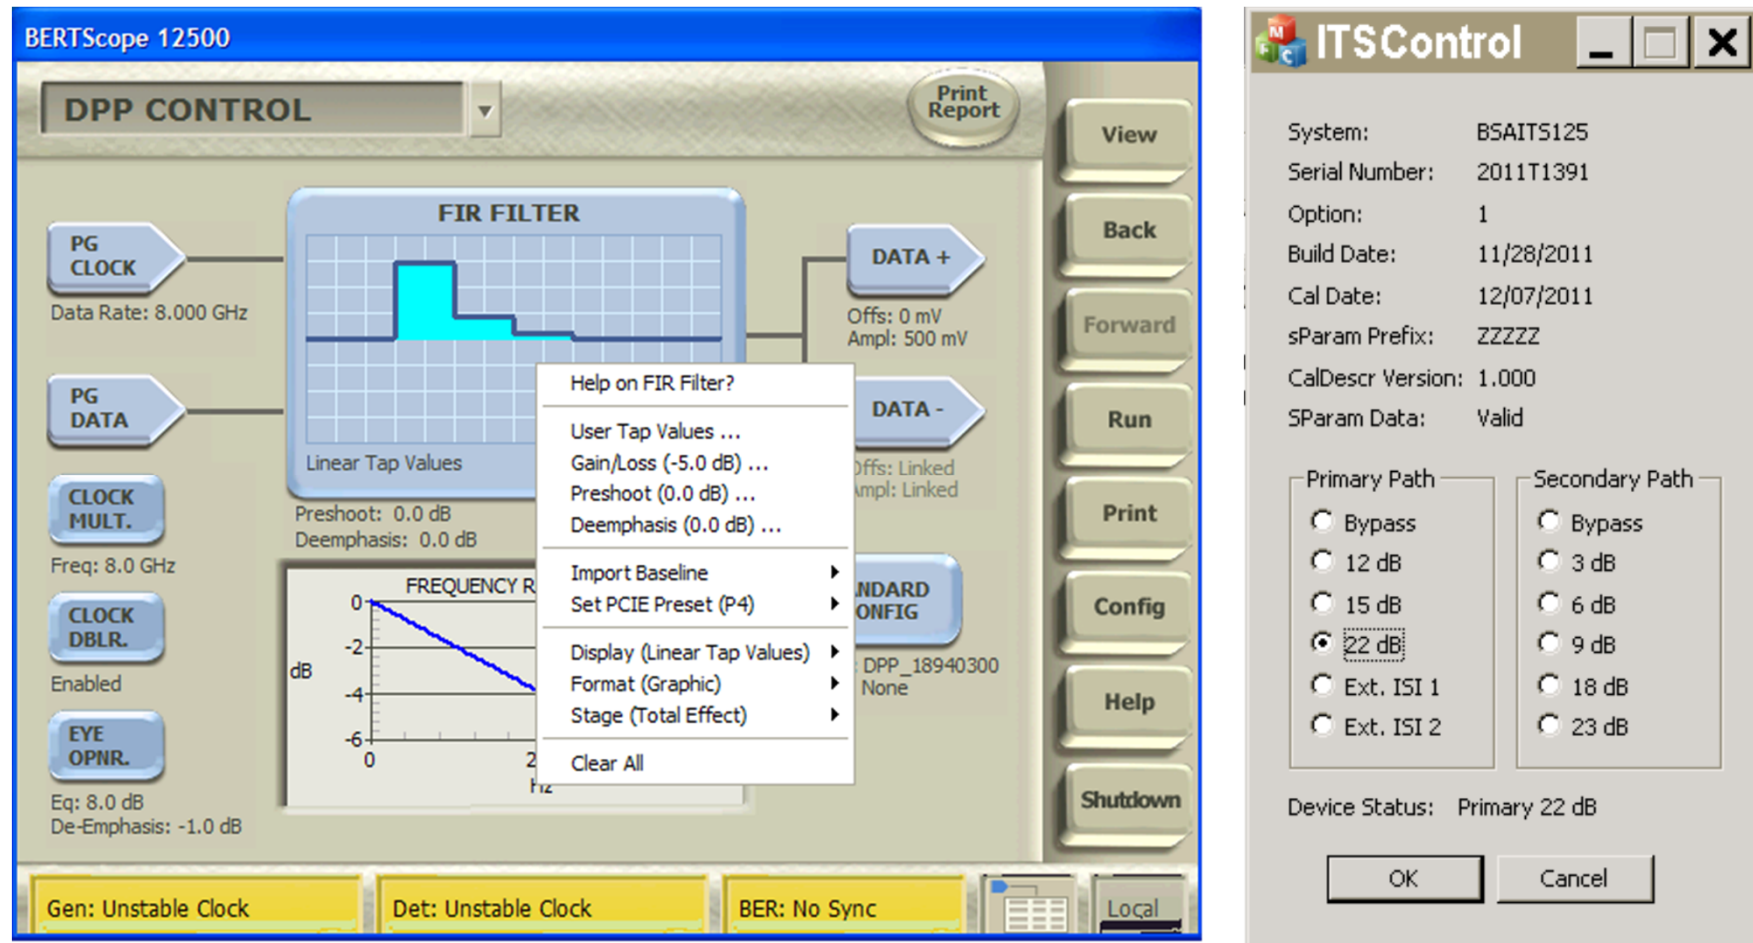 BERTScope 12500
DPP CONTROL
Print
Report
View
Back
Forward
Run
Print
Config
Help
Shutdown
PG
CLOCK
Data Rate: 8.000 GHz
PG
DATA
CLOCK
MULT.
Freq: 8.0 GHz
CLOCK
DBLR.
Enabled
EYE
OPNR.
Eq: 8.0 dB
De-Emphasis: -1.0 dB
FIR FILTER
Linear Tap Values
Preshoot: 0.0 dB
Deemphasis: 0.0 dB
FREQUENCY R
0
-2
dB
-4
-6
0
2
Hz
DATA +
Offs: 0 mV
Ampl: 500 mV
DATA -
Offs: Linked
Ampl: Linked
NDARD
ONFIG
: DPP_18940300
None
Help on FIR Filter?
User Tap Values ...
Gain/Loss (-5.0 dB) ...
Preshoot (0.0 dB) ...
Deemphasis (0.0 dB) ...
Import Baseline
Set PCIE Preset (P4)
Display (Linear Tap Values)
Format (Graphic)
Stage (Total Effect)
Clear All
Gen: Unstable Clock
Det: Unstable Clock
BER: No Sync
Local
ITSControl
System: BSAITS125
Serial Number: 2011T1391
Option: 1
Build Date: 11/28/2011
Cal Date: 12/07/2011
sParam Prefix: ZZZZZ
CalDescr Version: 1.000
SParam Data: Valid
Primary Path
Bypass
12 dB
15 dB
22 dB
Ext. ISI 1
Ext. ISI 2
Secondary Path
Bypass
3 dB
6 dB
9 dB
18 dB
23 dB
Device Status: Primary 22 dB
OK
Cancel